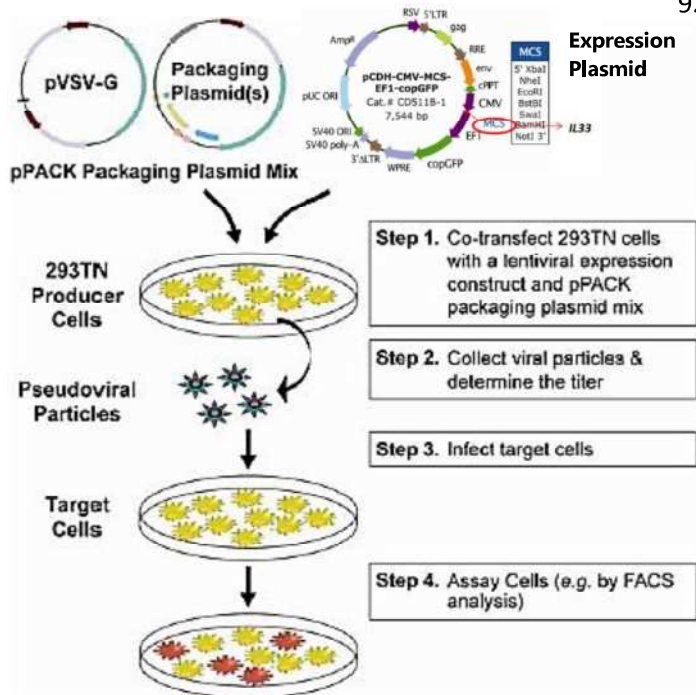 92
pVSV-G
Packaging
Plasmid(s)
pPACK Packaging Plasmid Mix
RSV
5'LTR
gag
RRE
env
cPPT
CMV
MCS
EF1
copGFP
WPRE
3'ΔLTR
SV40 poly-A
SV40 ORI
pUC ORI
AmpR
pCDH-CMV-MCS-
EF1-copGFP
Cat.# CD511B-1
7,544 bp
MCS
5' XbaI
NheI
EcoRI
BstBI
SwaI
BamHI
NotI 3'
IL33
Expression
Plasmid
293TN
Producer
Cells
Step 1. Co-transfect 293TN cells
with a lentiviral expression
construct and pPACK
packaging plasmid mix
Step 2. Collect viral particles &
determine the titer
Pseudoviral
Particles
Step 3. Infect target cells
Target
Cells
Step 4. Assay Cells (e.g. by FACS
analysis)